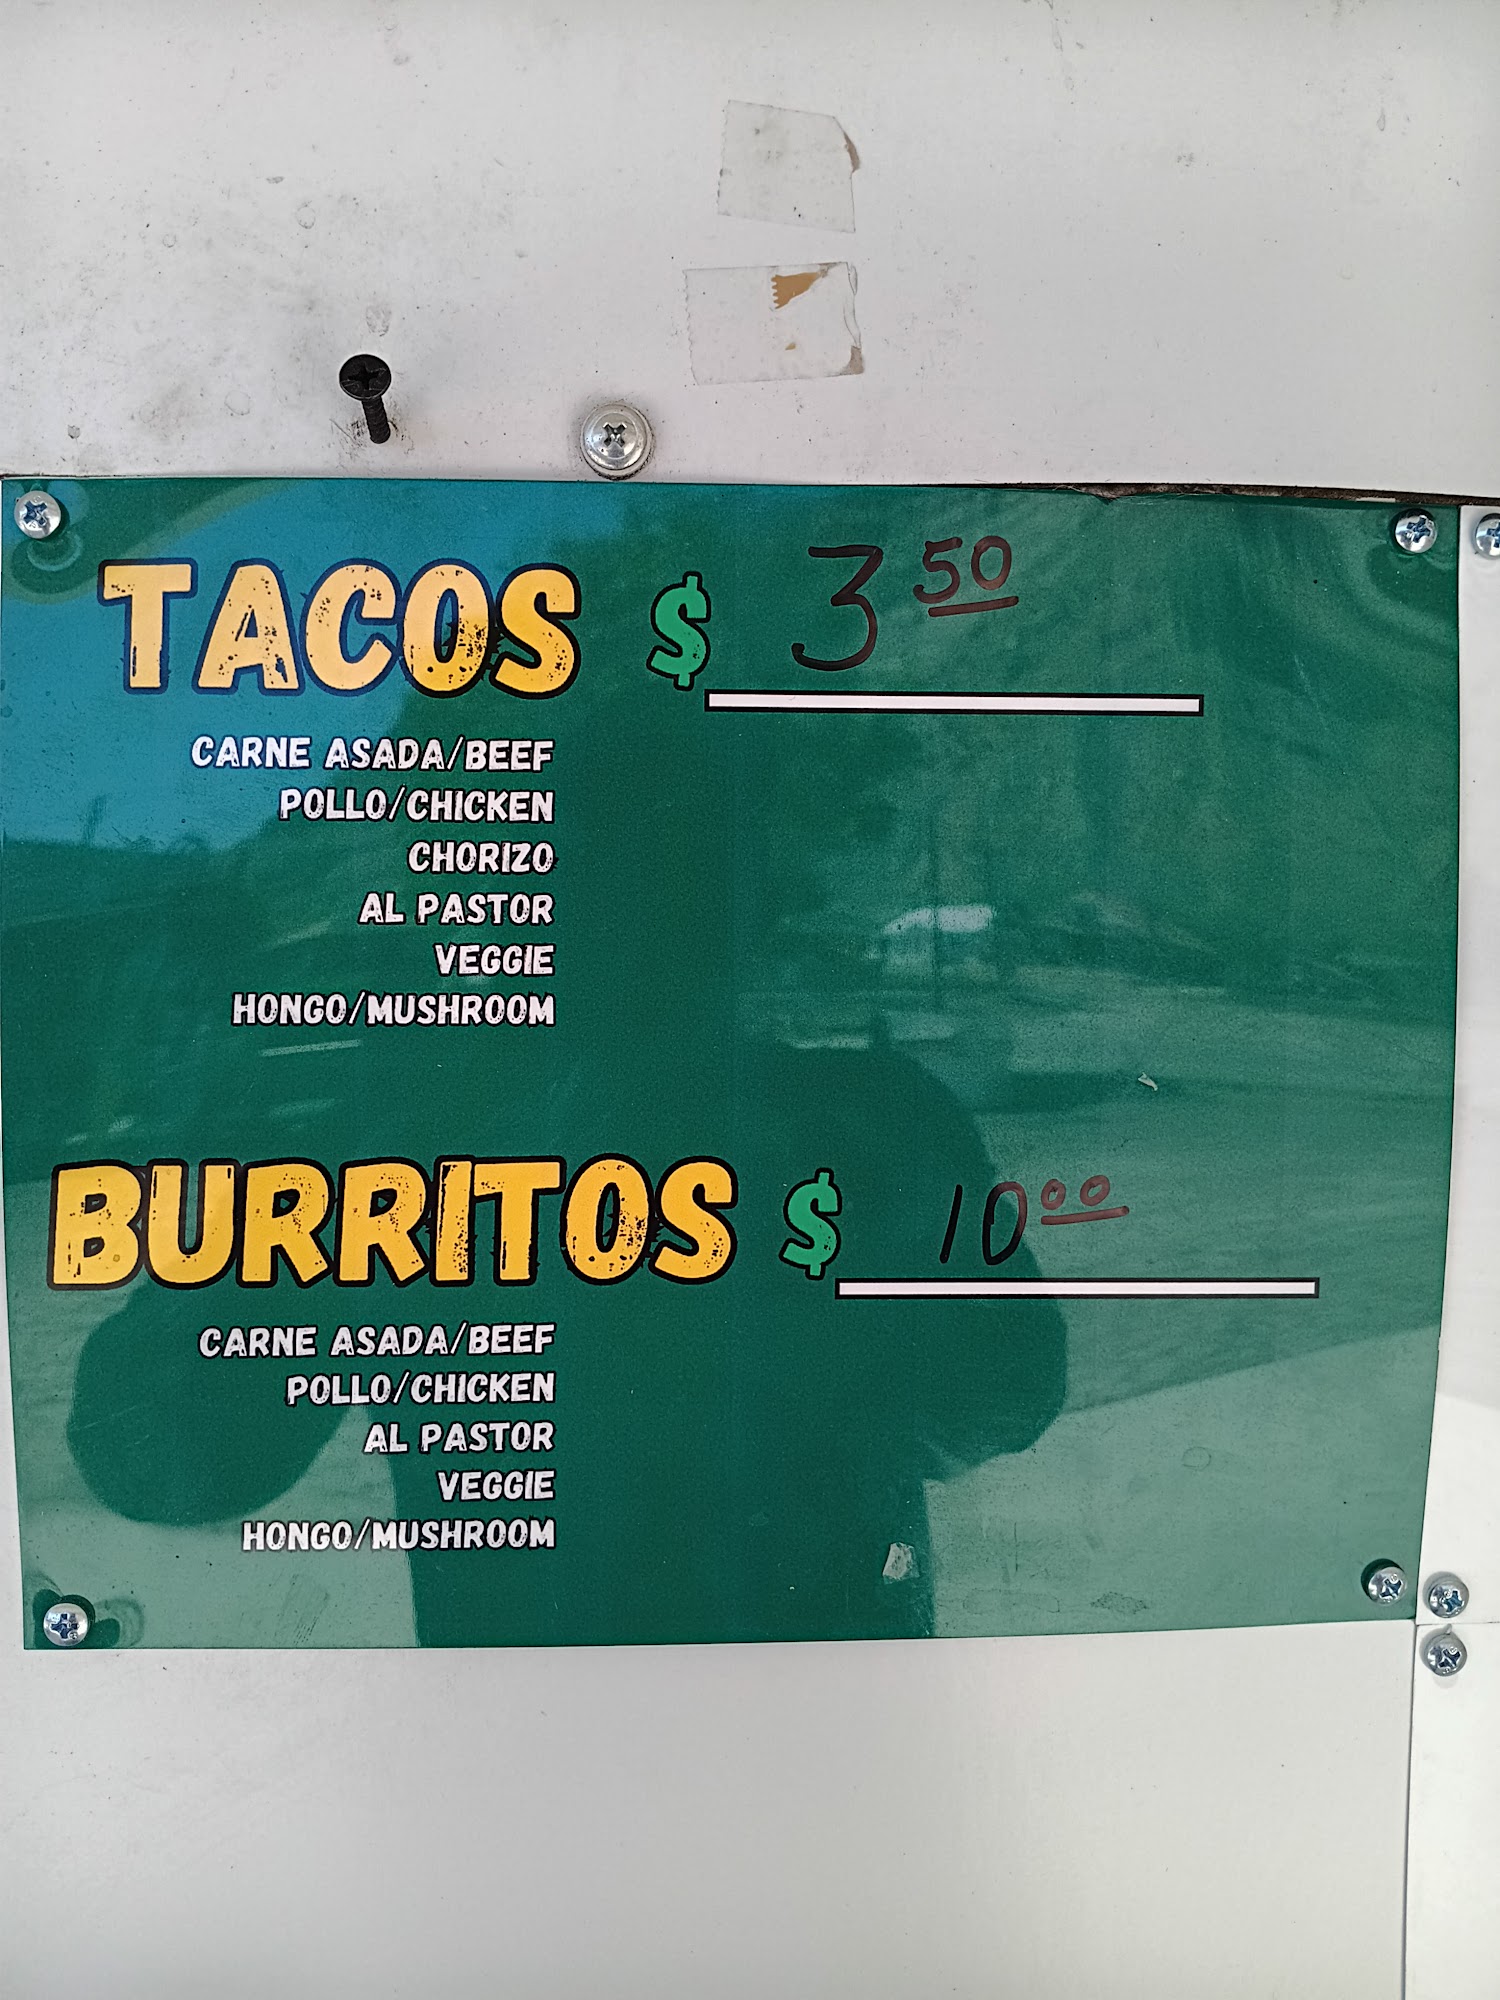 TACOS $ 3 50
CARNE ASADA/BEEF
POLLO/CHICKEN
CHORIZO
AL PASTOR
VEGGIE
HONGO/MUSHROOM
BURRITOS $ 10 00
CARNE ASADA/BEEF
POLLO/CHICKEN
AL PASTOR
VEGGIE
HONGO/MUSHROOM